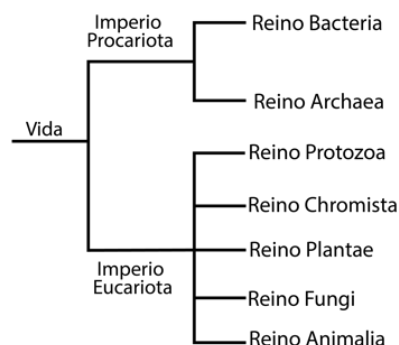 Vida
Imperio
Procariota
Reino Bacteria
Reino Archaea
Imperio
Eucariota
Reino Protozoa
Reino Chromista
Reino Plantae
Reino Fungi
Reino Animalia